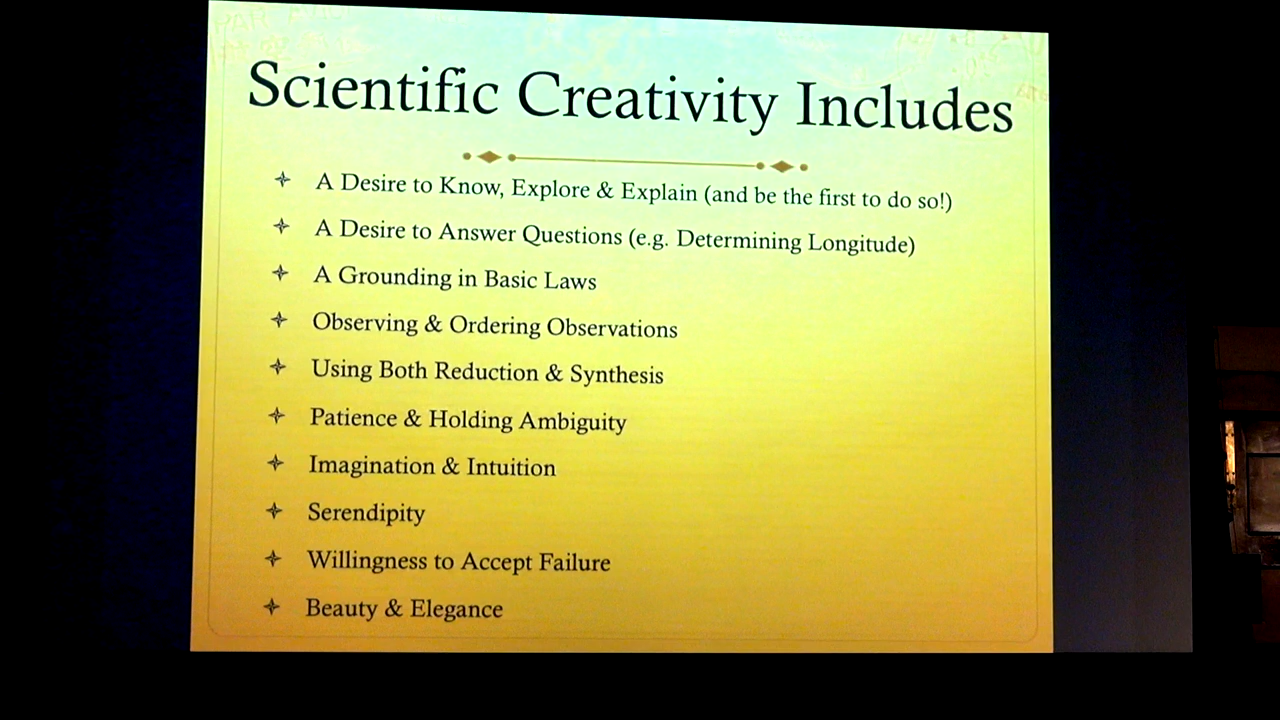 Scientific Creativity Includes
A Desire to Know, Explore & Explain (and be the first to do so!)
A Desire to Answer Questions (e.g. Determining Longitude)
A Grounding in Basic Laws
Observing & Ordering Observations
Using Both Reduction & Synthesis
Patience & Holding Ambiguity
Imagination & Intuition
Serendipity
Willingness to Accept Failure
Beauty & Elegance